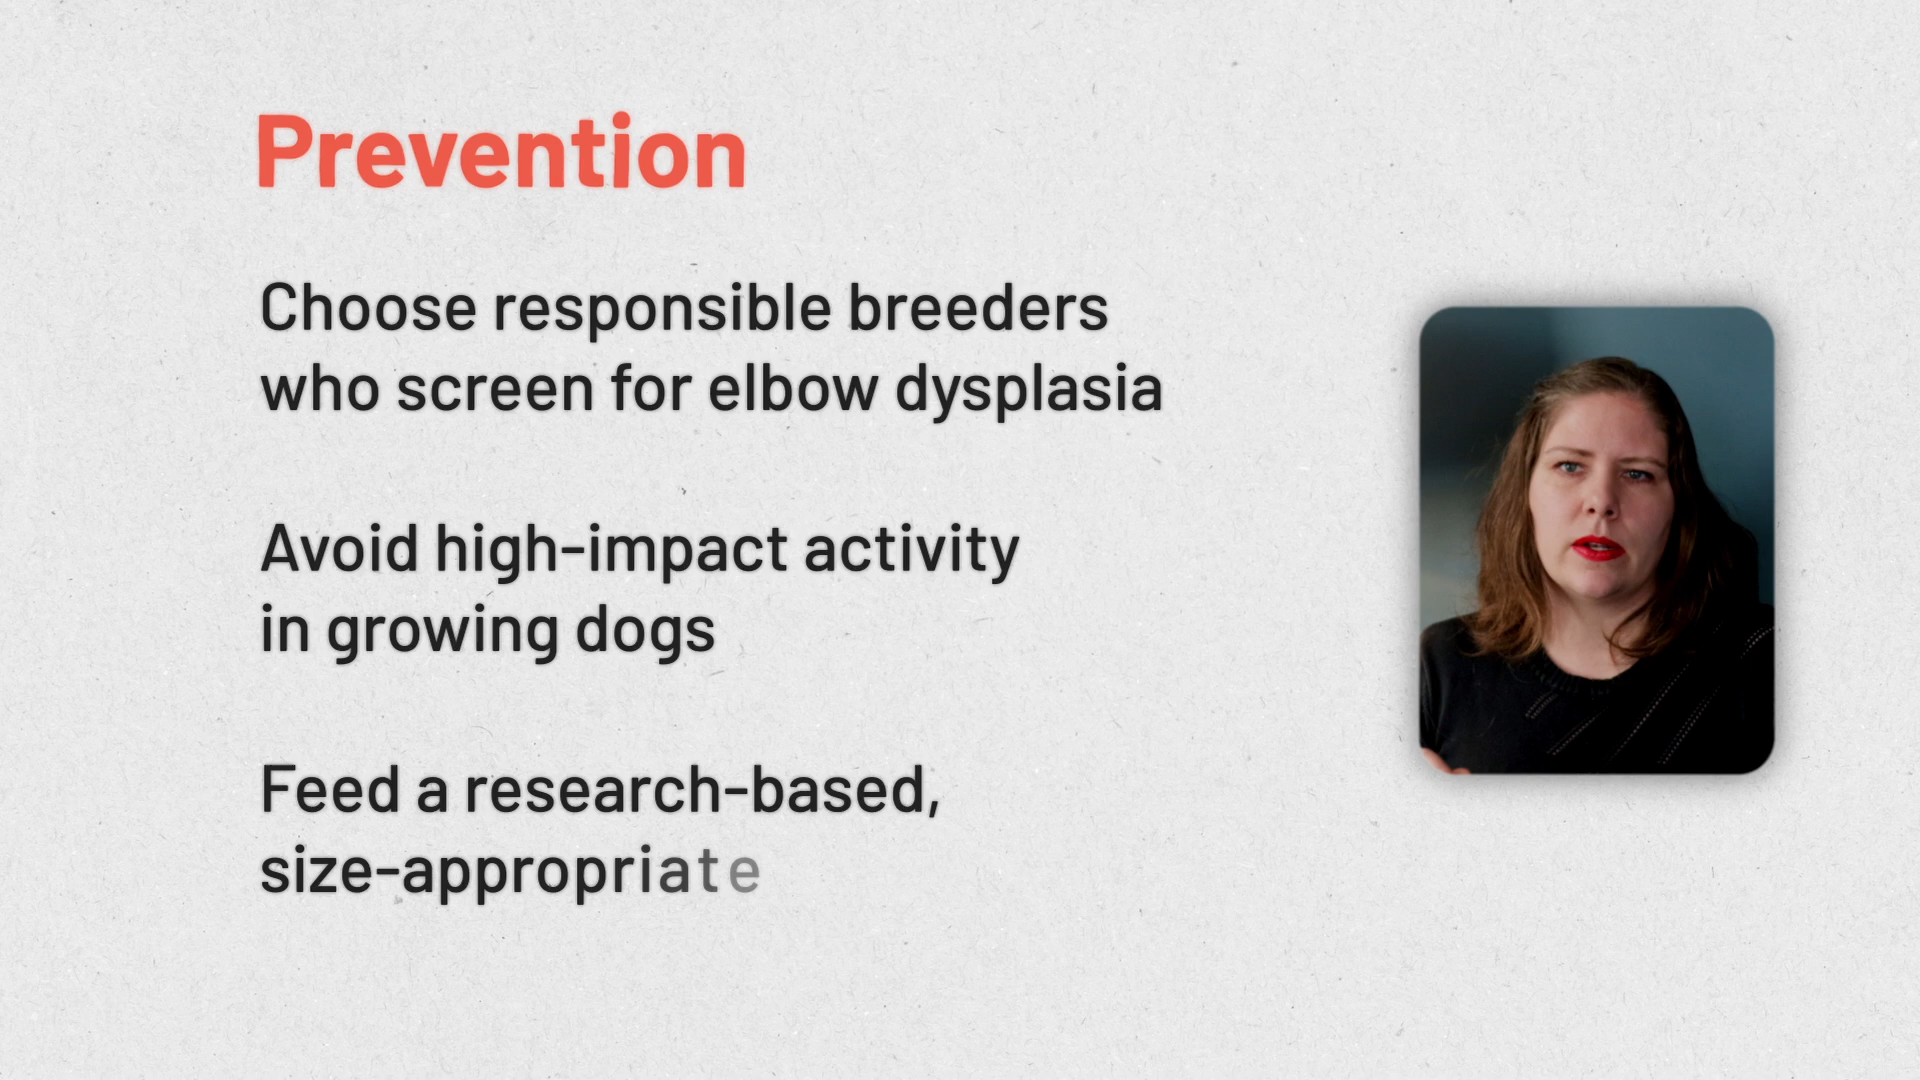 Prevention
Choose responsible breeders
who screen for elbow dysplasia
Avoid high-impact activity
in growing dogs
Feed a research-based,
size-appropriate